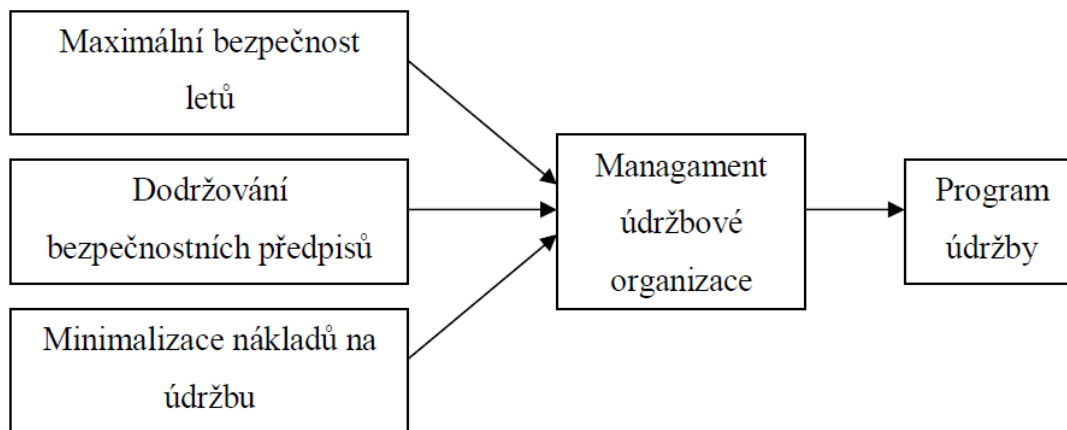 Maximální bezpečnost
letů
Dodržování
bezpečnostních předpisů
Minimalizace nákladů na
údržbu
Managament
údržbové
organizace
Program
údržby